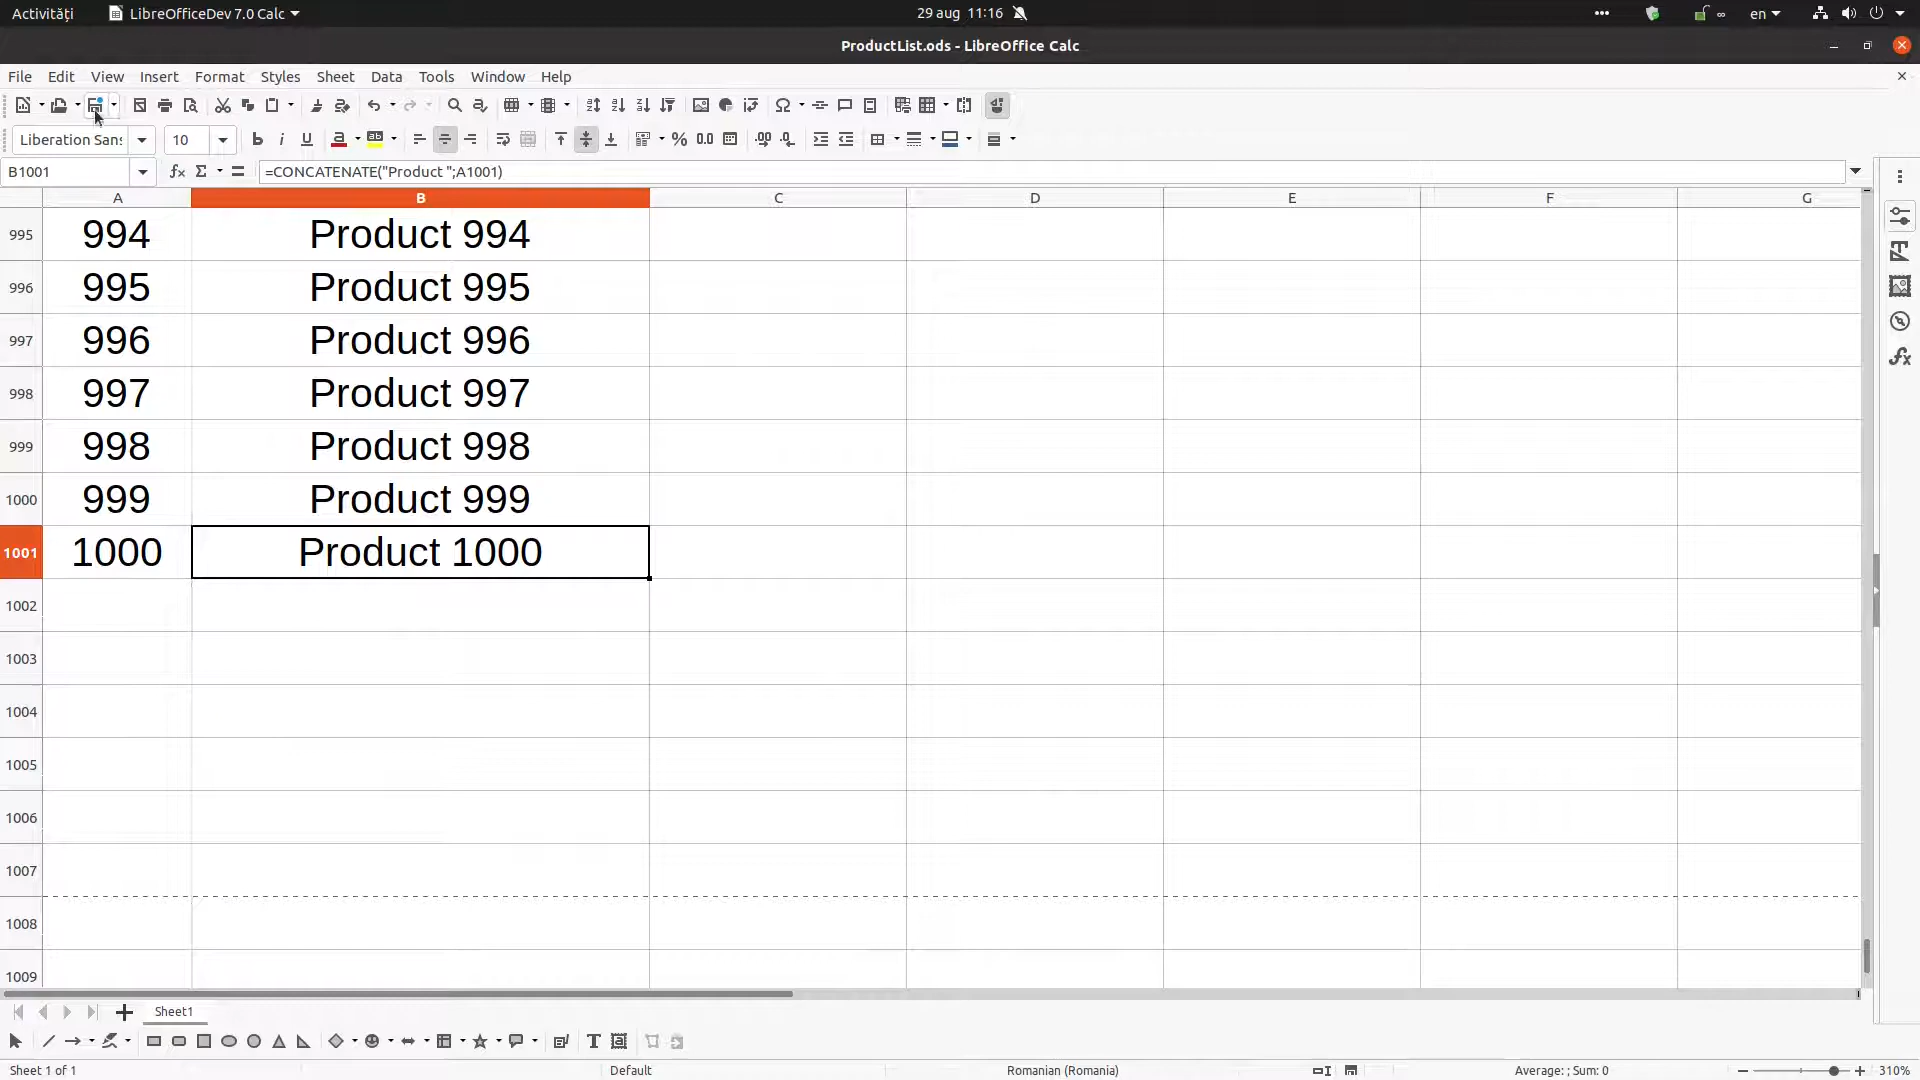 Activități LibreOfficeDev 7.0 Calc 29 aug 11:16 ∞ en
ProductList.ods - LibreOffice Calc
File Edit View Insert Format Styles Sheet Data Tools Window Help
Liberation Sans 10
B1001 =CONCATENATE("Product ";A1001)
A B C D E F G
995 994 Product 994
996 995 Product 995
997 996 Product 996
998 997 Product 997
999 998 Product 998
1000 999 Product 999
1001 1000 Product 1000
1002
1003
1004
1005
1006
1007
1008
1009
Sheet1
Sheet 1 of 1 Default Romanian (Romania) Average: ; Sum: 0 310%